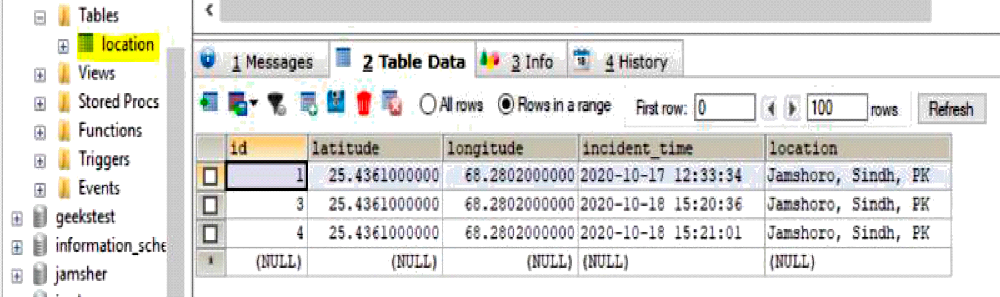 Tables
location
Views
Stored Procs
Functions
Triggers
Events
geekstest
information_sche
jamsher
1 Messages 2 Table Data 3 Info 4 History
All rows Rows in a range First row: 0 100 rows Refresh
id latitude longitude incident_time location
1 25.4361000000 68.2802000000 2020-10-17 12:33:34 Jamshoro, Sindh, PK
3 25.4361000000 68.2802000000 2020-10-18 15:20:36 Jamshoro, Sindh, PK
4 25.4361000000 68.2802000000 2020-10-18 15:21:01 Jamshoro, Sindh, PK
* (NULL) (NULL) (NULL) (NULL) (NULL)